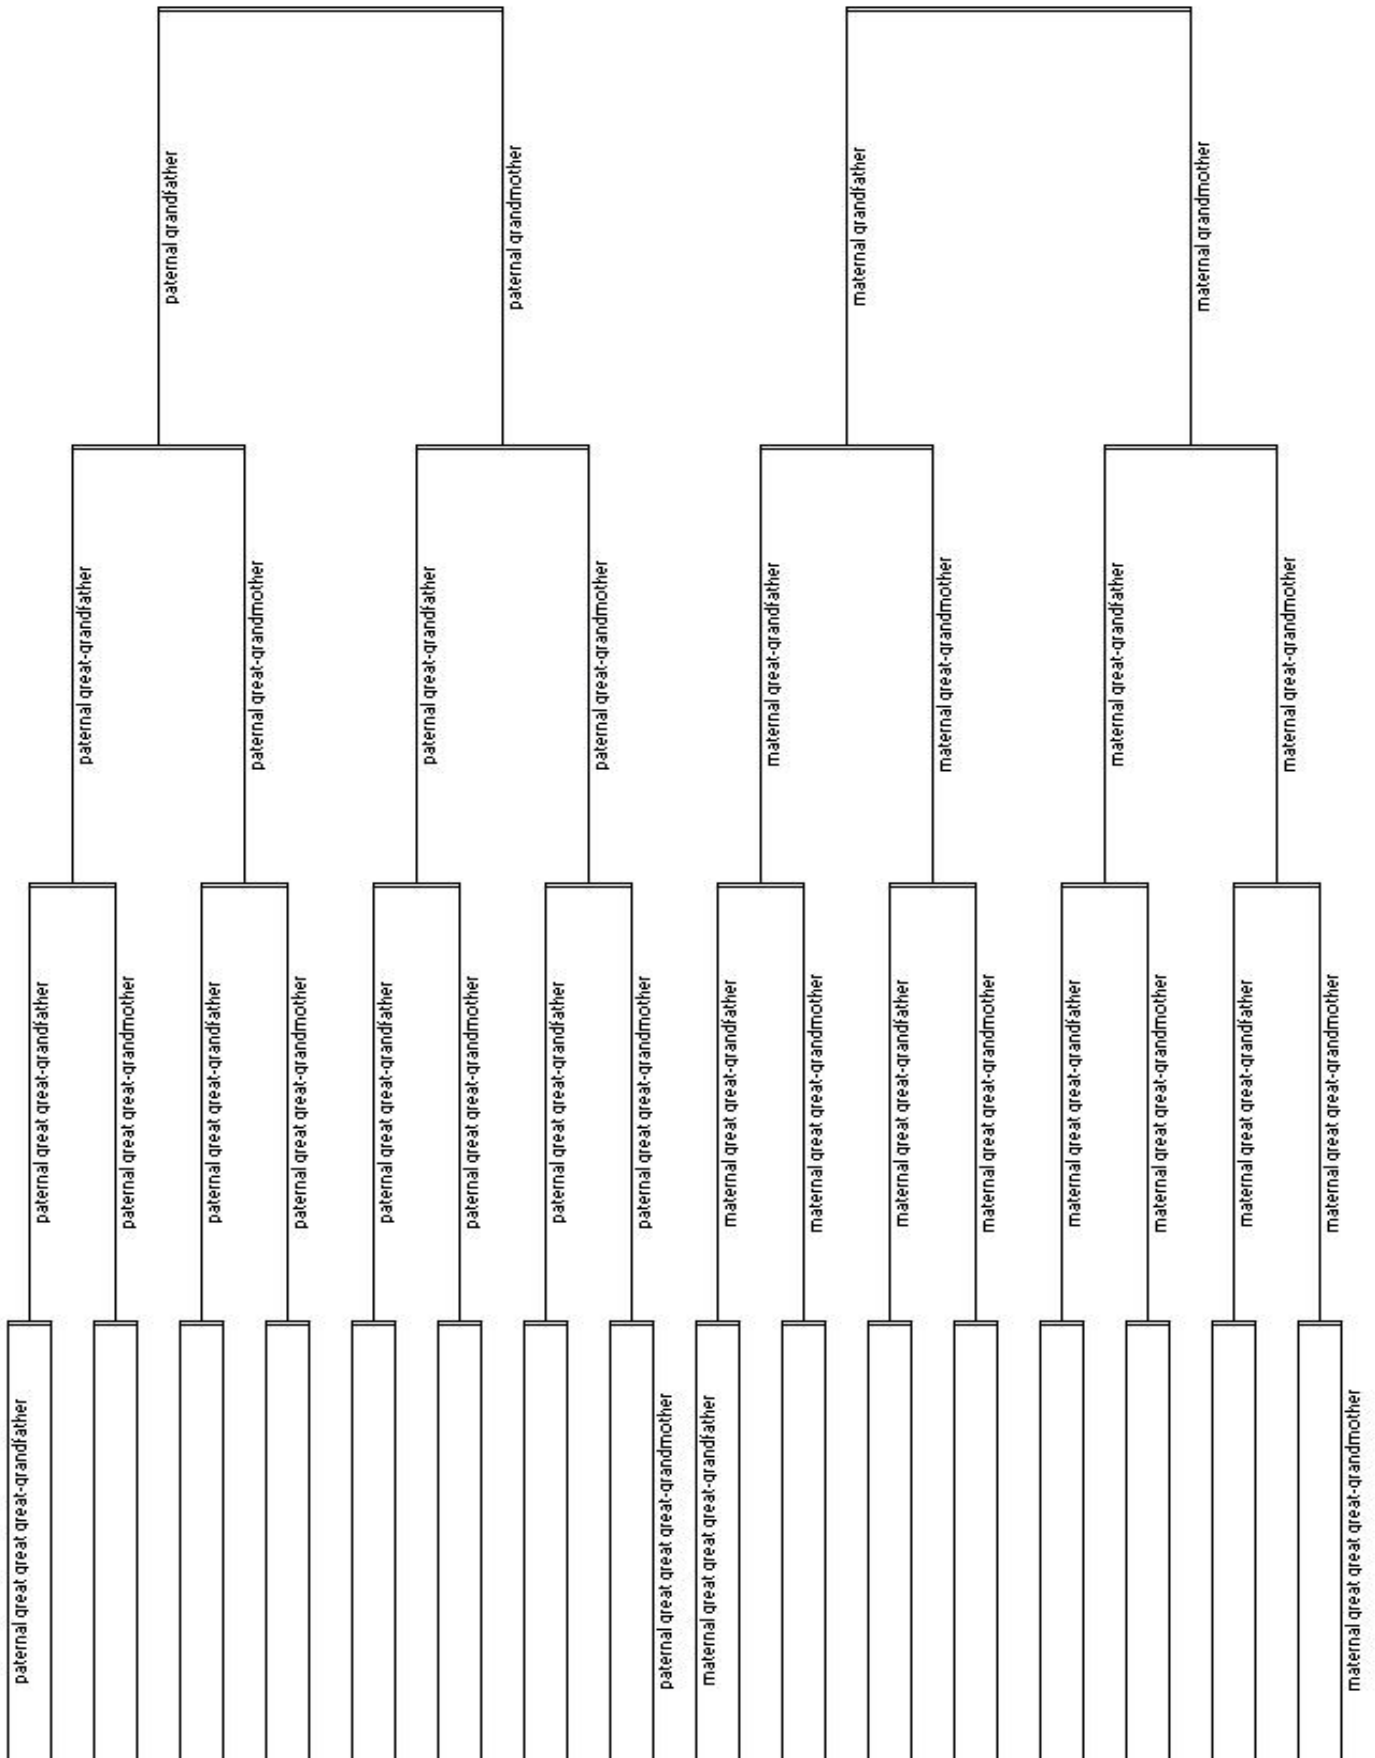 paternal grandfather
paternal grandmother
maternal grandfather
maternal grandmother
paternal great-grandfather
paternal great-grandmother
paternal great-grandfather
paternal great-grandmother
maternal great-grandfather
maternal great-grandmother
maternal great-grandfather
maternal great-grandmother
paternal great great-grandfather
paternal great great-grandmother
paternal great great-grandfather
paternal great great-grandmother
paternal great great-grandfather
paternal great great-grandmother
paternal great great-grandfather
paternal great great-grandmother
maternal great great-grandfather
maternal great great-grandmother
maternal great great-grandfather
maternal great great-grandmother
maternal great great-grandfather
maternal great great-grandmother
maternal great great-grandfather
maternal great great-grandmother
paternal great great great-grandfather
paternal great great great-grandmother
maternal great great great-grandfather
maternal great great great-grandmother